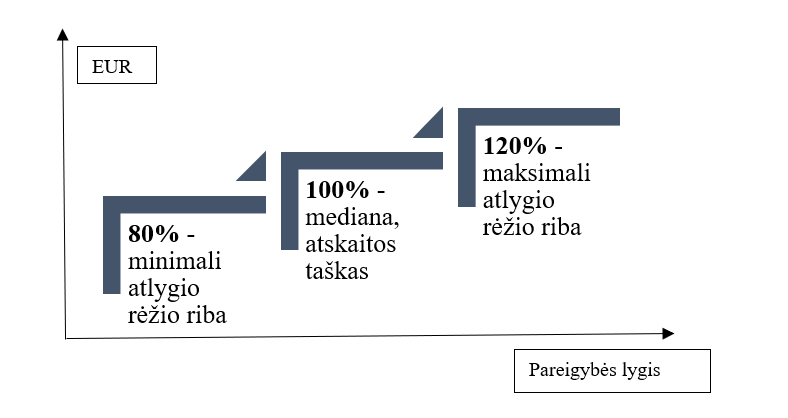 EUR
80% -
minimali
atlygio
rėžio riba
100% -
mediana,
atskaitos
taškas
120% -
maksimali
atlygio
rėžio riba
Pareigybės lygis